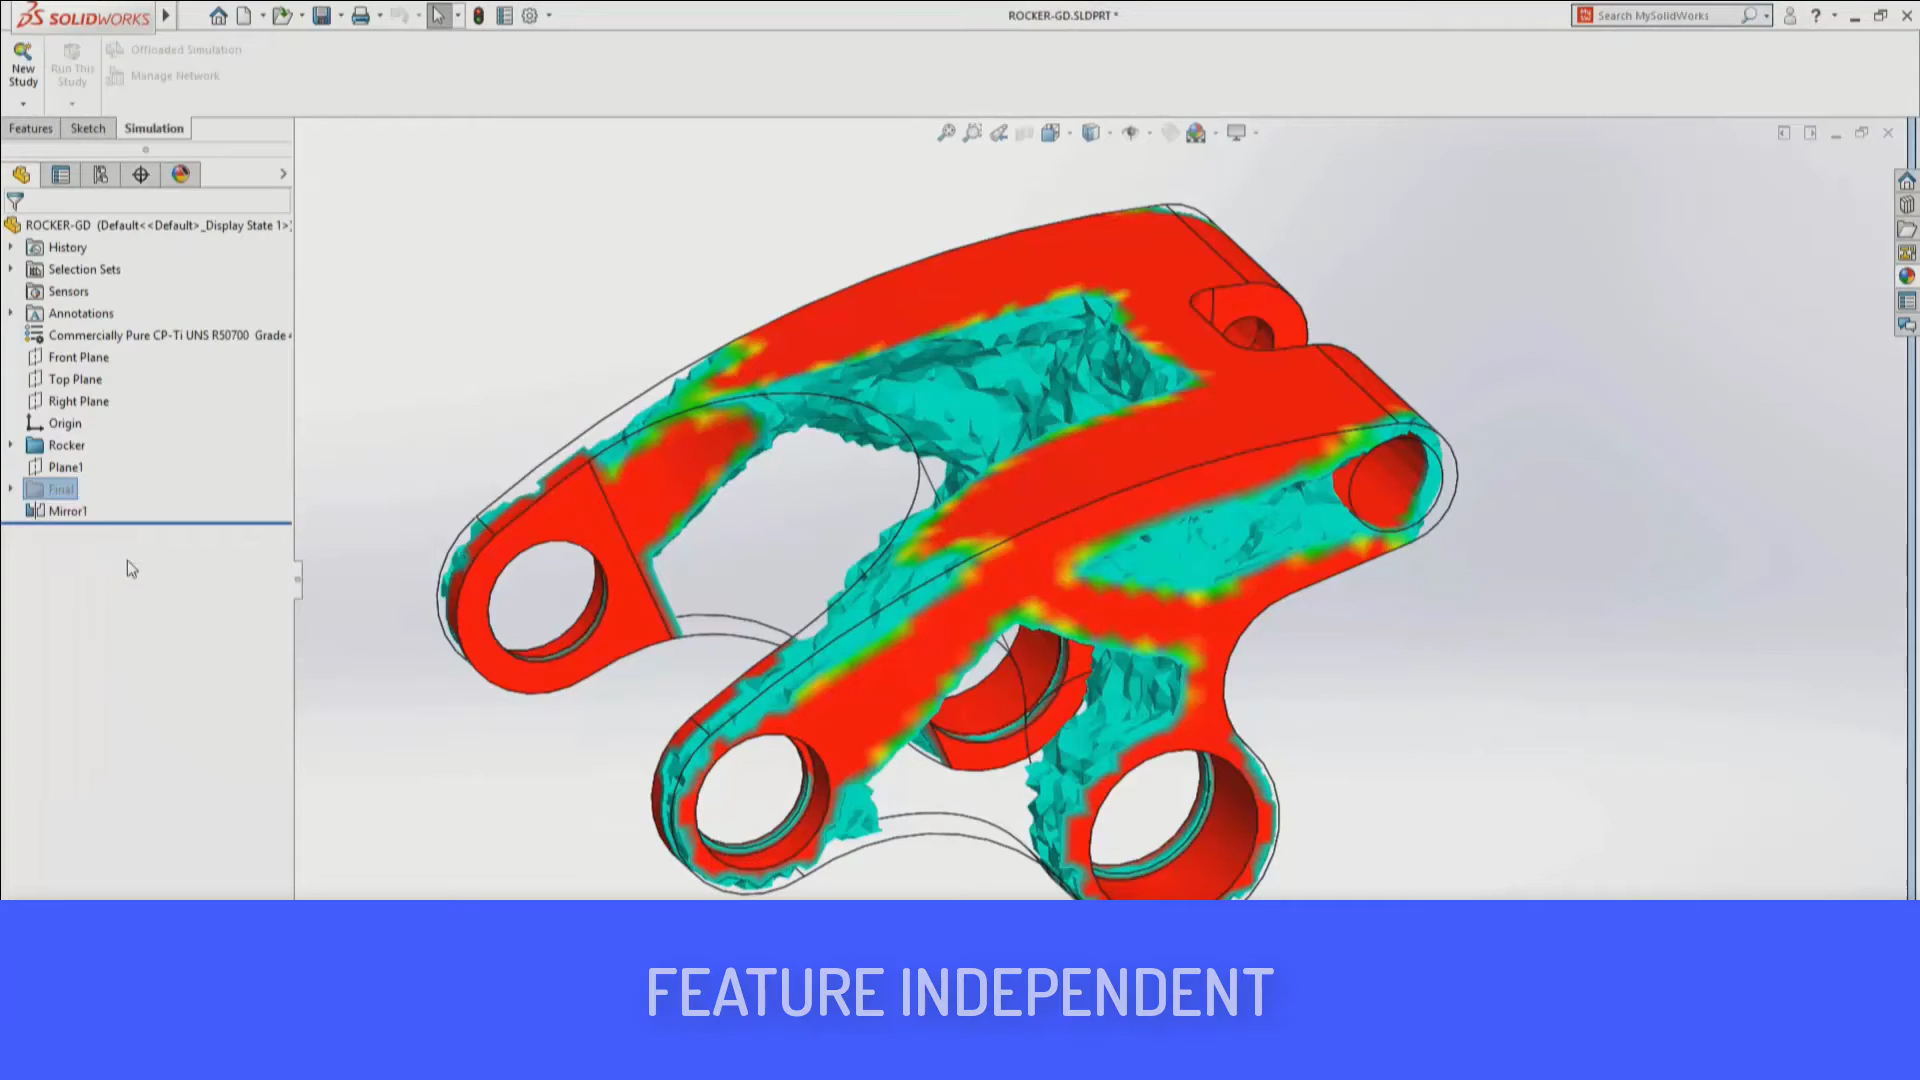 SOLIDWORKS
ROCKER-GD.SLDPRT *
Search MySolidWorks
?
New Study
Run This Study
Offloaded Simulation
Manage Network
Features
Sketch
Simulation
ROCKER-GD (Default<<Default>_Display State 1>
History
Selection Sets
Sensors
Annotations
Commercially Pure CP-Ti UNS R50700 Grade
Front Plane
Top Plane
Right Plane
Origin
Rocker
Plane1
Final
Mirror1
FEATURE INDEPENDENT